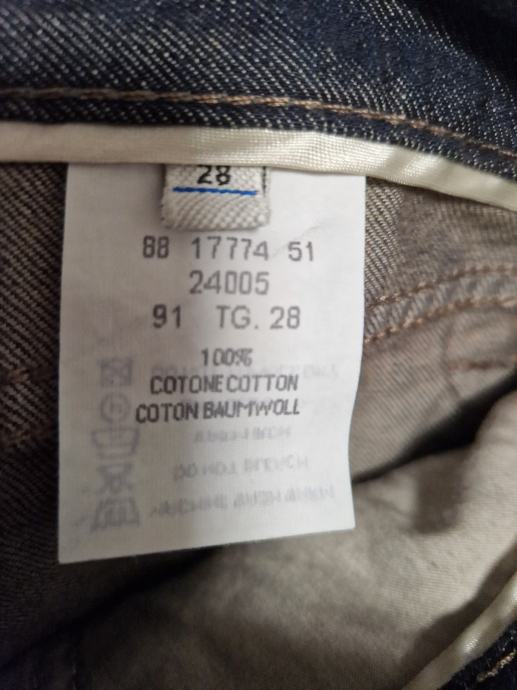 28
88 17774 51
24005
91 TG. 28
100%
COTONE COTTON
COTON BAUMWOLL